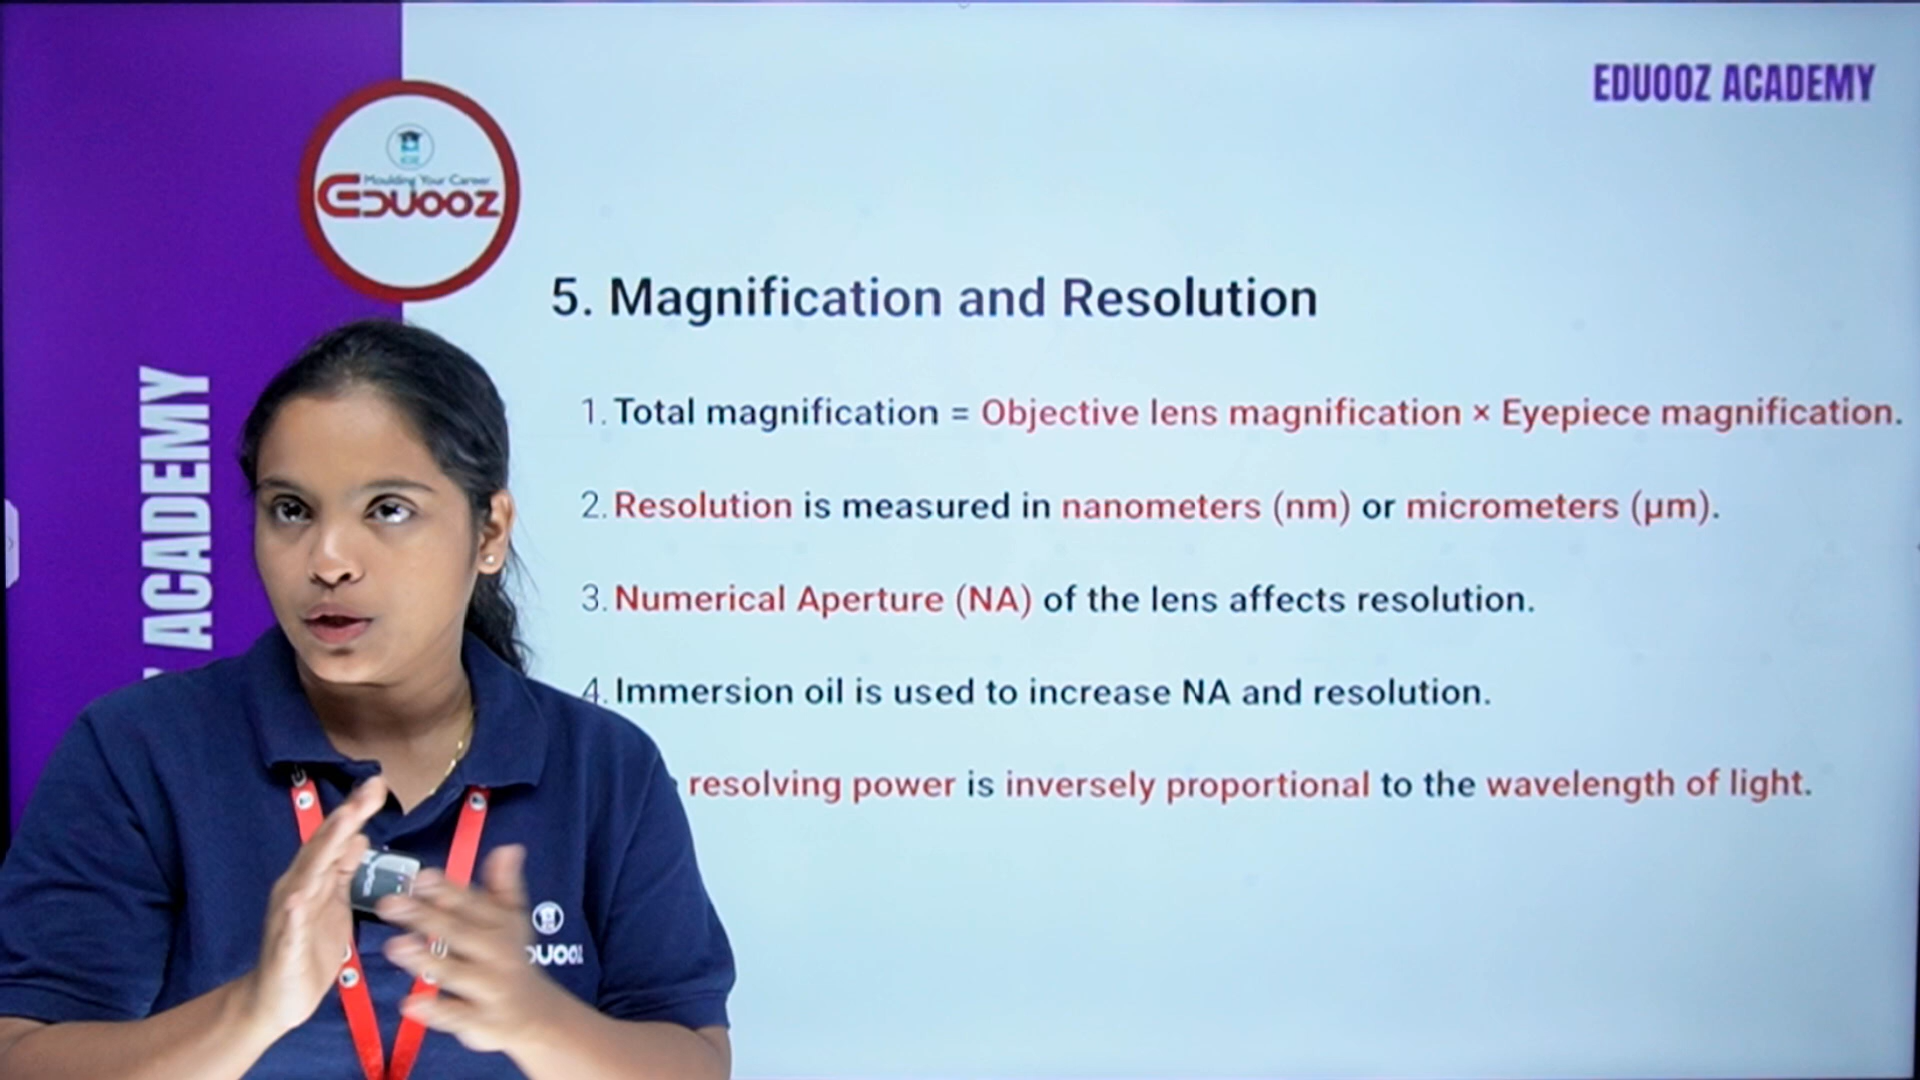 EDUOOZ ACADEMY
Moulding Your Career
EDUOOZ
ACADEMY
5. Magnification and Resolution
1. Total magnification = Objective lens magnification × Eyepiece magnification.
2. Resolution is measured in nanometers (nm) or micrometers (µm).
3. Numerical Aperture (NA) of the lens affects resolution.
4. Immersion oil is used to increase NA and resolution.
resolving power is inversely proportional to the wavelength of light.
DUOOZ